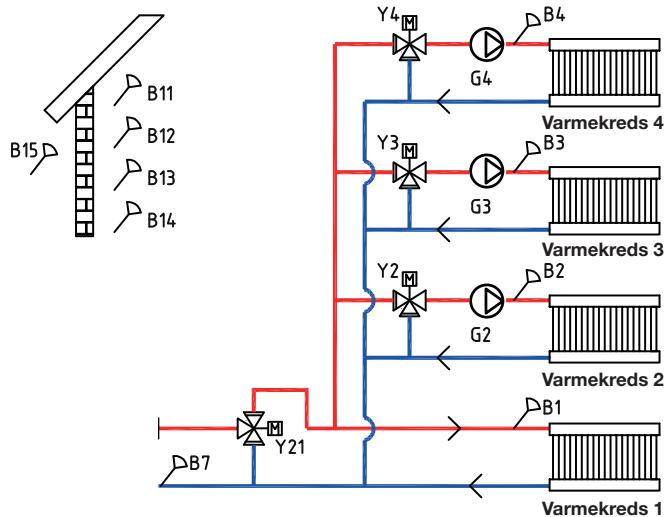 Y4
M
B4
G4
Varmekreds 4
B11
B12
B15
B13
B14
Y3
M
B3
G3
Varmekreds 3
Y2
M
B2
G2
Varmekreds 2
B1
M
Y21
B7
Varmekreds 1